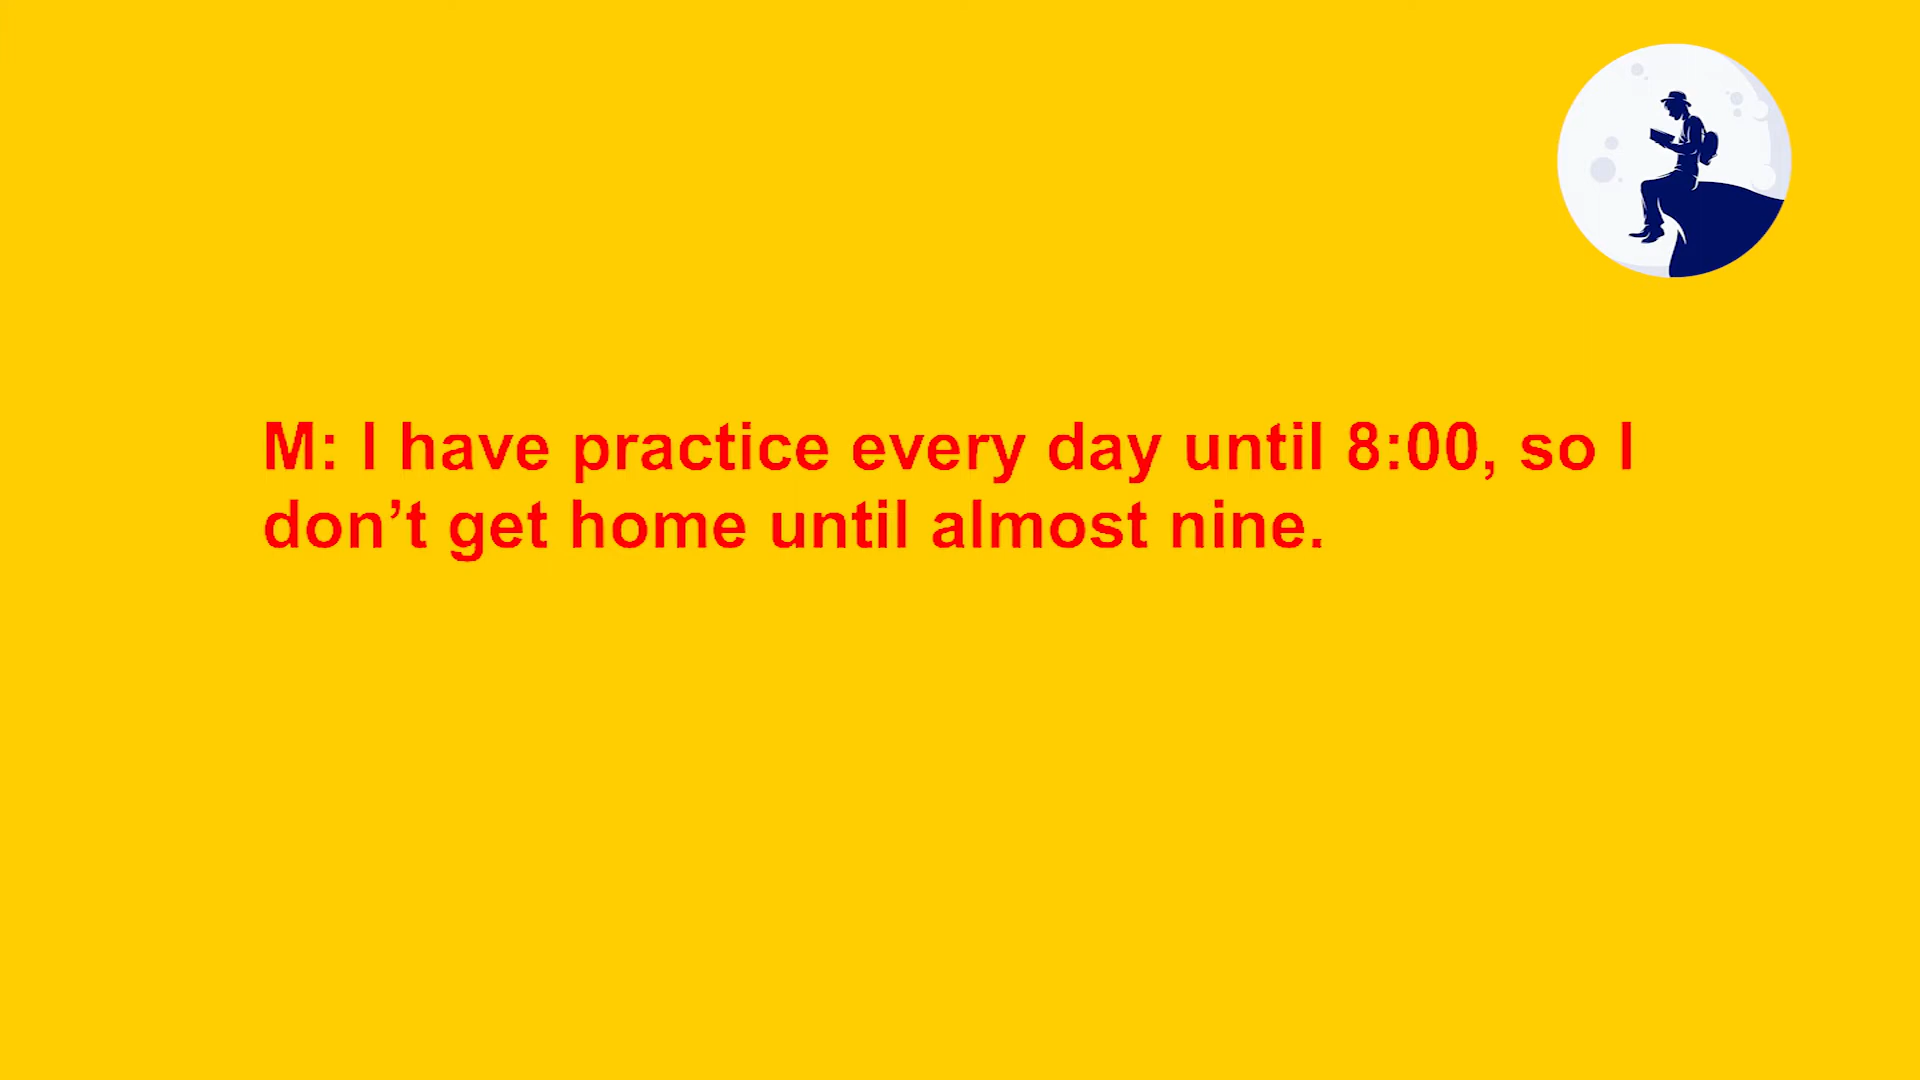 M: I have practice every day until 8:00, so I
don’t get home until almost nine.